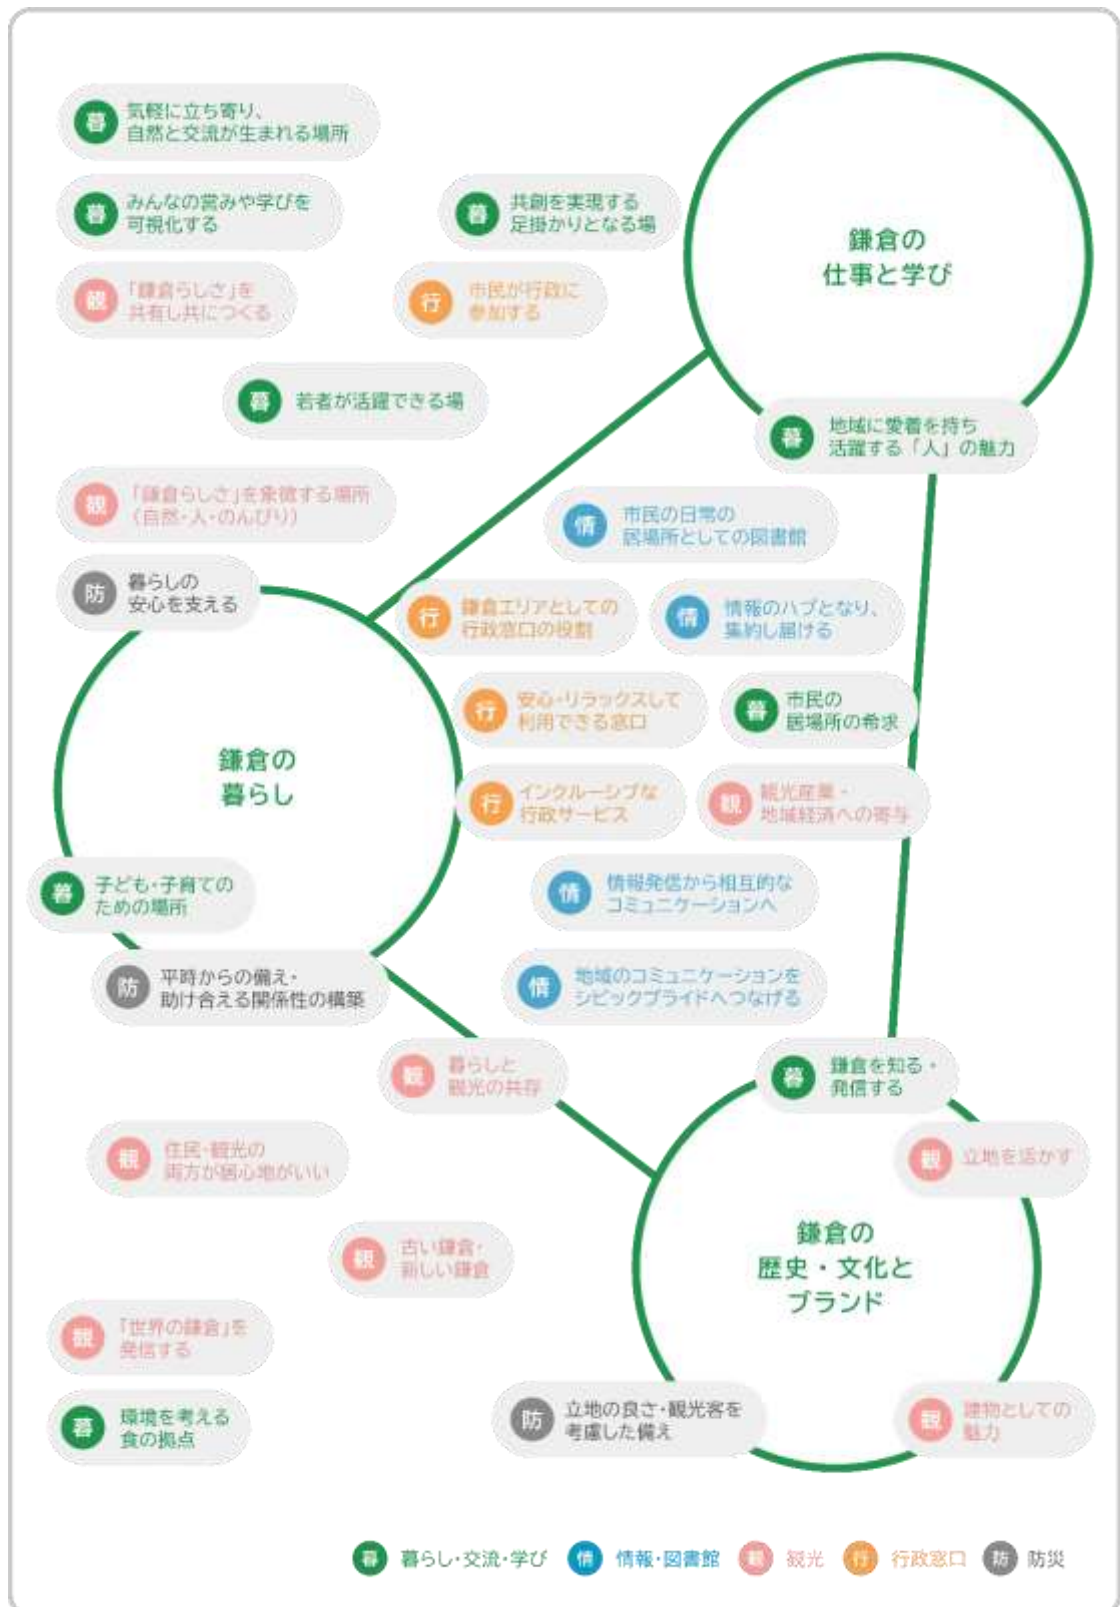 暮 気軽に立ち寄り、
自然と交流が生まれる場所
暮 みんなの営みや学びを
可視化する
暮 共創を実現する
足掛かりとなる場
鎌倉の
仕事と学び
観 「鎌倉らしさ」を
共有し共につくる
行 市民が行政に
参加する
暮 若者が活躍できる場
暮 地域に愛着を持ち
活躍する「人」の魅力
観 「鎌倉らしさ」を象徴する場所
（自然・人・のんびり）
情 市民の日常の
居場所としての図書館
防 暮らしの
安心を支える
行 鎌倉エリアとしての
行政窓口の役割
情 情報のハブとなり、
集約し届ける
行 安心・リラックスして
利用できる窓口
暮 市民の
居場所の希求
鎌倉の
暮らし
行 インクルーシブな
行政サービス
観 観光産業・
地域経済への寄与
暮 子ども・子育ての
ための場所
情 情報発信から相互的な
コミュニケーションへ
防 平時からの備え・
助け合える関係性の構築
情 地域のコミュニケーションを
シビックプライドへつなげる
観 暮らしと
観光の共存
暮 鎌倉を知る・
発信する
観 住民・観光の
両方が居心地がいい
観 立地を活かす
観 古い鎌倉・
新しい鎌倉
鎌倉の
歴史・文化と
ブランド
観 「世界の鎌倉」を
発信する
暮 環境を考える
食の拠点
防 立地の良さ・観光客を
考慮した備え
観 建物としての
魅力
暮 暮らし・交流・学び 情 情報・図書館 観 観光 行 行政窓口 防 防災